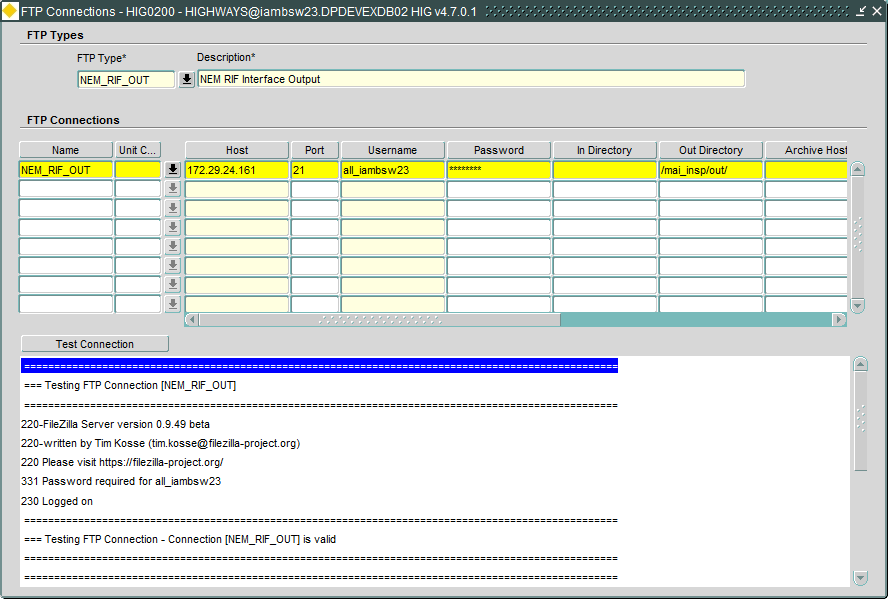 FTP Connections - HIG0200 - HIGHWAYS@iambsw23.DPDEVEXDB02 HIG v4.7.0.1
FTP Types
FTP Type* Description*
NEM_RIF_OUT NEM RIF Interface Output
FTP Connections
Name Unit C... Host Port Username Password In Directory Out Directory Archive Host
NEM_RIF_OUT 172.29.24.161 21 all_iambsw23 ******** /mai_insp/out/
Test Connection
================================================================================
=== Testing FTP Connection [NEM_RIF_OUT]
================================================================================
220-FileZilla Server version 0.9.49 beta
220-written by Tim Kosse (tim.kosse@filezilla-project.org)
220 Please visit https://filezilla-project.org/
331 Password required for all_iambsw23
230 Logged on
================================================================================
=== Testing FTP Connection - Connection [NEM_RIF_OUT] is valid
================================================================================
================================================================================